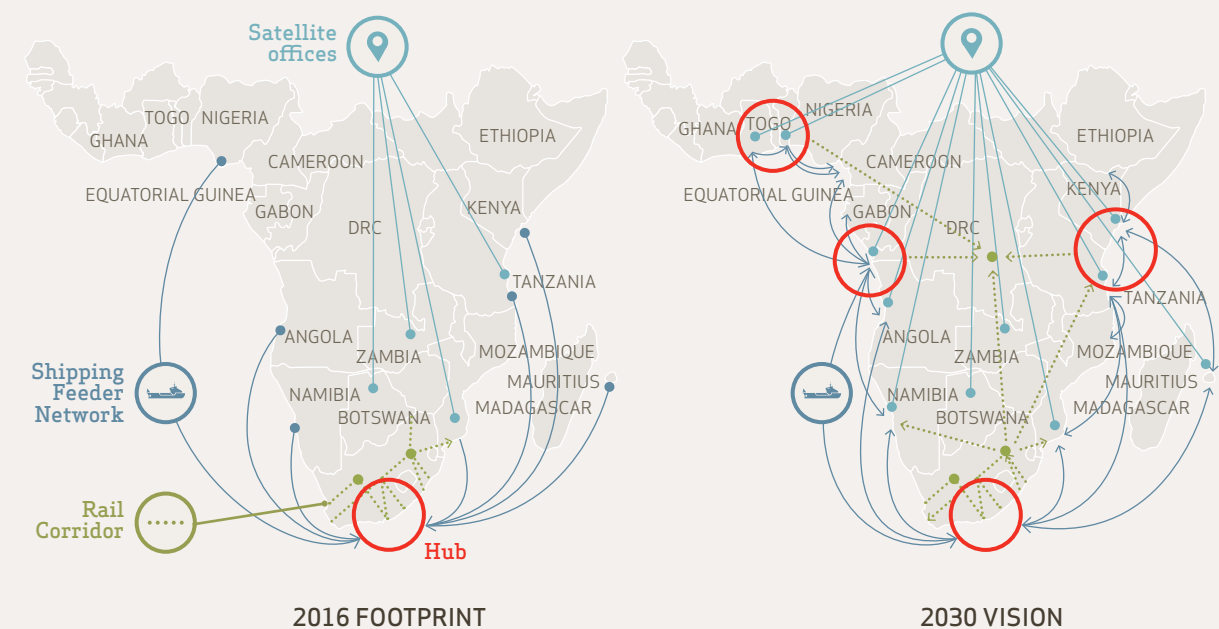 Satellite
offices
TOGO NIGERIA
GHANA
ETHIOPIA
CAMEROON
EQUATORIAL GUINEA
GABON
KENYA
DRC
TANZANIA
ANGOLA
ZAMBIA
MOZAMBIQUE
MAURITIUS
NAMIBIA
MADAGASCAR
BOTSWANA
Shipping
Feeder
Network
Rail
Corridor
Hub
2016 FOOTPRINT
NIGERIA
GHANA TOGO
ETHIOPIA
CAMEROON
EQUATORIAL GUINEA
KENYA
GABON
DRC
TANZANIA
ANGOLA
ZAMBIA
MOZAMBIQUE
MAURITIUS
NAMIBIA
MADAGASCAR
BOTSWANA
2030 VISION